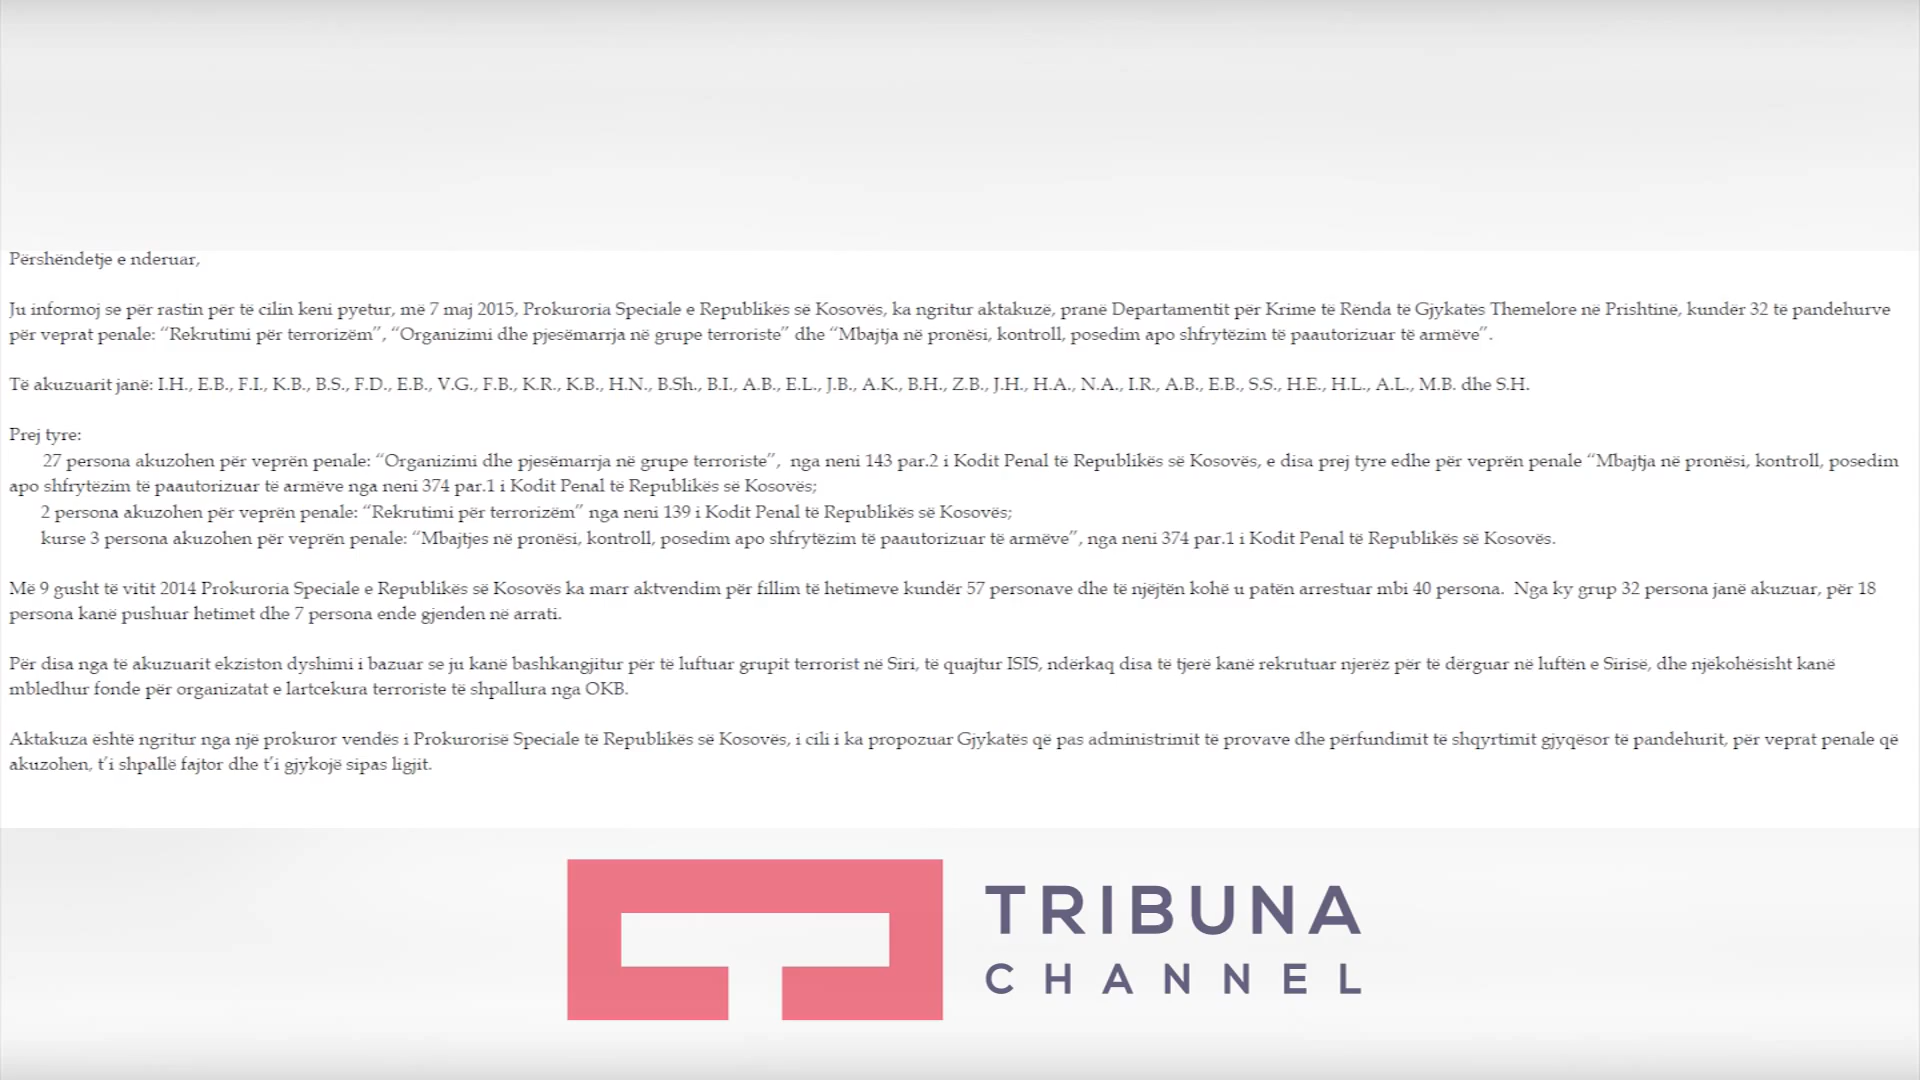 Përshëndetje e nderuar,
Ju informoj se për rastin për të cilin keni pyetur, më 7 maj 2015, Prokuroria Speciale e Republikës së Kosovës, ka ngritur aktakuzë, pranë Departamentit për Krime të Rënda të Gjykatës Themelore në Prishtinë, kundër 32 të pandehurve
për veprat penale: “Rekrutimi për terrorizëm”, “Organizimi dhe pjesëmarrja në grupe terroriste” dhe “Mbajtja në pronësi, kontroll, posedim apo shfrytëzim të paautorizuar të armëve”.
Të akuzuarit janë: I.H., E.B., F.I., K.B., B.S., F.D., E.B., V.G., F.B., K.R., K.B., H.N., B.Sh., B.I., A.B., E.L., J.B., A.K., B.H., Z.B., J.H., H.A., N.A., I.R., A.B., E.B., S.S., H.E., H.L., A.L., M.B. dhe S.H.
Prej tyre:
27 persona akuzohen për veprën penale: “Organizimi dhe pjesëmarrja në grupe terroriste”, nga neni 143 par.2 i Kodit Penal të Republikës së Kosovës, e disa prej tyre edhe për veprën penale “Mbajtja në pronësi, kontroll, posedim
apo shfrytëzim të paautorizuar të armëve nga neni 374 par.1 i Kodit Penal të Republikës së Kosovës;
2 persona akuzohen për veprën penale: “Rekrutimi për terrorizëm” nga neni 139 i Kodit Penal të Republikës së Kosovës;
kurse 3 persona akuzohen për veprën penale: “Mbajtjes në pronësi, kontroll, posedim apo shfrytëzim të paautorizuar të armëve”, nga neni 374 par.1 i Kodit Penal të Republikës së Kosovës.
Më 9 gusht të vitit 2014 Prokuroria Speciale e Republikës së Kosovës ka marr aktvendim për fillim të hetimeve kundër 57 personave dhe të njëjtën kohë u patën arrestuar mbi 40 persona. Nga ky grup 32 persona janë akuzuar, për 18
persona kanë pushuar hetimet dhe 7 persona ende gjenden në arrati.
Për disa nga të akuzuarit ekziston dyshimi i bazuar se ju kanë bashkangjitur për të luftuar grupit terrorist në Siri, të quajtur ISIS, ndërkaq disa të tjerë kanë rekrutuar njerëz për të dërguar në luftën e Sirisë, dhe njëkohësisht kanë
mbledhur fonde për organizatat e lartcekura terroriste të shpallura nga OKB.
Aktakuza është ngritur nga një prokuror vendës i Prokurorisë Speciale të Republikës së Kosovës, i cili i ka propozuar Gjykatës që pas administrimit të provave dhe përfundimit të shqyrtimit gjyqësor të pandehurit, për veprat penale që
akuzohen, t’i shpallë fajtor dhe t’i gjykojë sipas ligjit.
TRIBUNA
CHANNEL